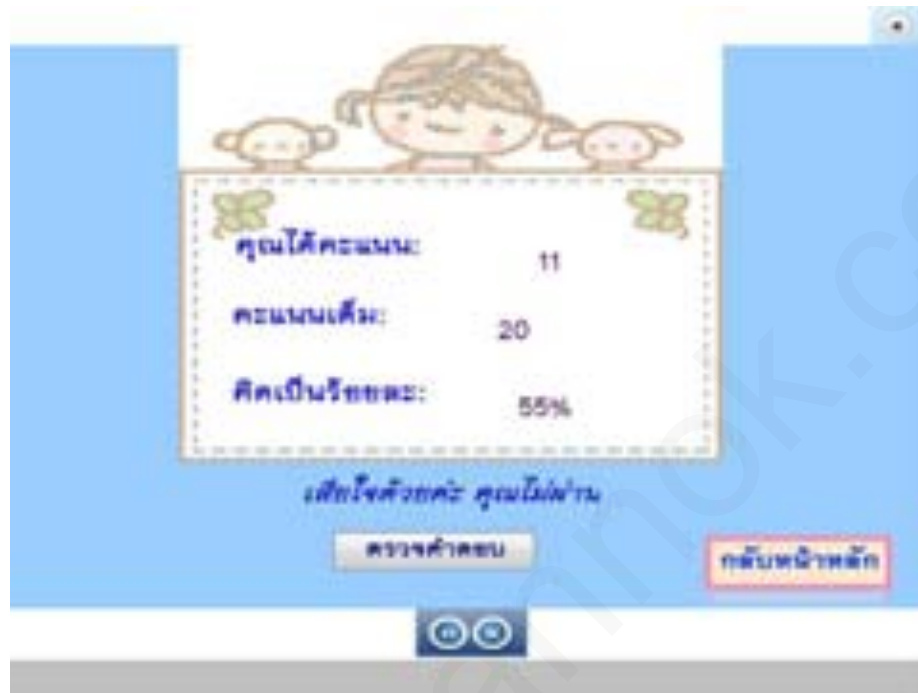 คุณได้คะแนน: 11
คะแนนเต็ม: 20
คิดเป็นร้อยละ: 55%
เสียใจด้วยค่ะ คุณไม่ผ่าน
ตรวจคำตอบ
กลับหน้าหลัก